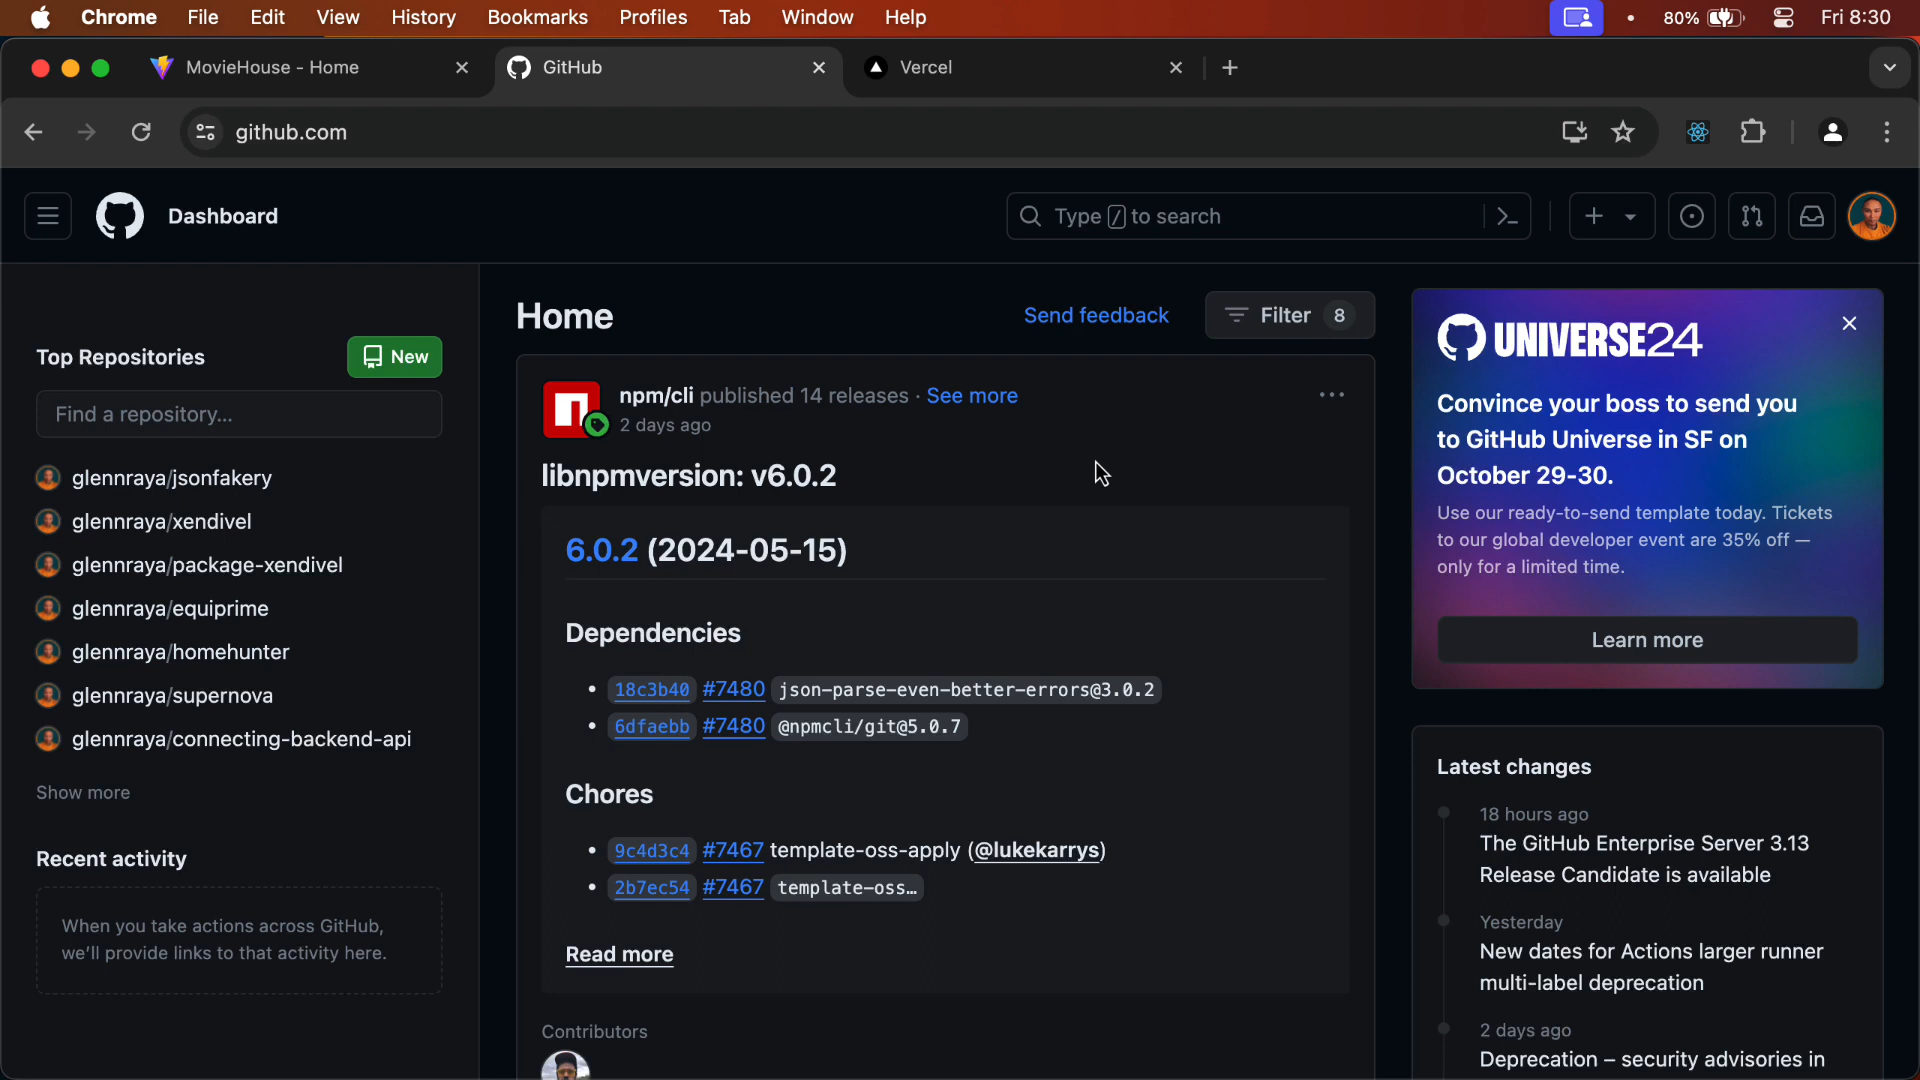 Chrome File Edit View History Bookmarks Profiles Tab Window Help 80% Fri 8:30
MovieHouse - Home GitHub Vercel
github.com
Dashboard Type / to search
Top Repositories New
Find a repository...
glennraya/jsonfakery
glennraya/xendivel
glennraya/package-xendivel
glennraya/equiprime
glennraya/homehunter
glennraya/supernova
glennraya/connecting-backend-api
Show more
Recent activity
When you take actions across GitHub,
we'll provide links to that activity here.
Home Send feedback Filter 8
npm/cli published 14 releases · See more
2 days ago
libnpmversion: v6.0.2
6.0.2 (2024-05-15)
Dependencies
• 18c3b40 #7480 json-parse-even-better-errors@3.0.2
• 6dfaebb #7480 @npmcli/git@5.0.7
Chores
• 9c4d3c4 #7467 template-oss-apply (@lukekarrys)
• 2b7ec54 #7467 template-oss…
Read more
Contributors
UNIVERSE24
Convince your boss to send you
to GitHub Universe in SF on
October 29-30.
Use our ready-to-send template today. Tickets
to our global developer event are 35% off —
only for a limited time.
Learn more
Latest changes
18 hours ago
The GitHub Enterprise Server 3.13
Release Candidate is available
Yesterday
New dates for Actions larger runner
multi-label deprecation
2 days ago
Deprecation – security advisories in